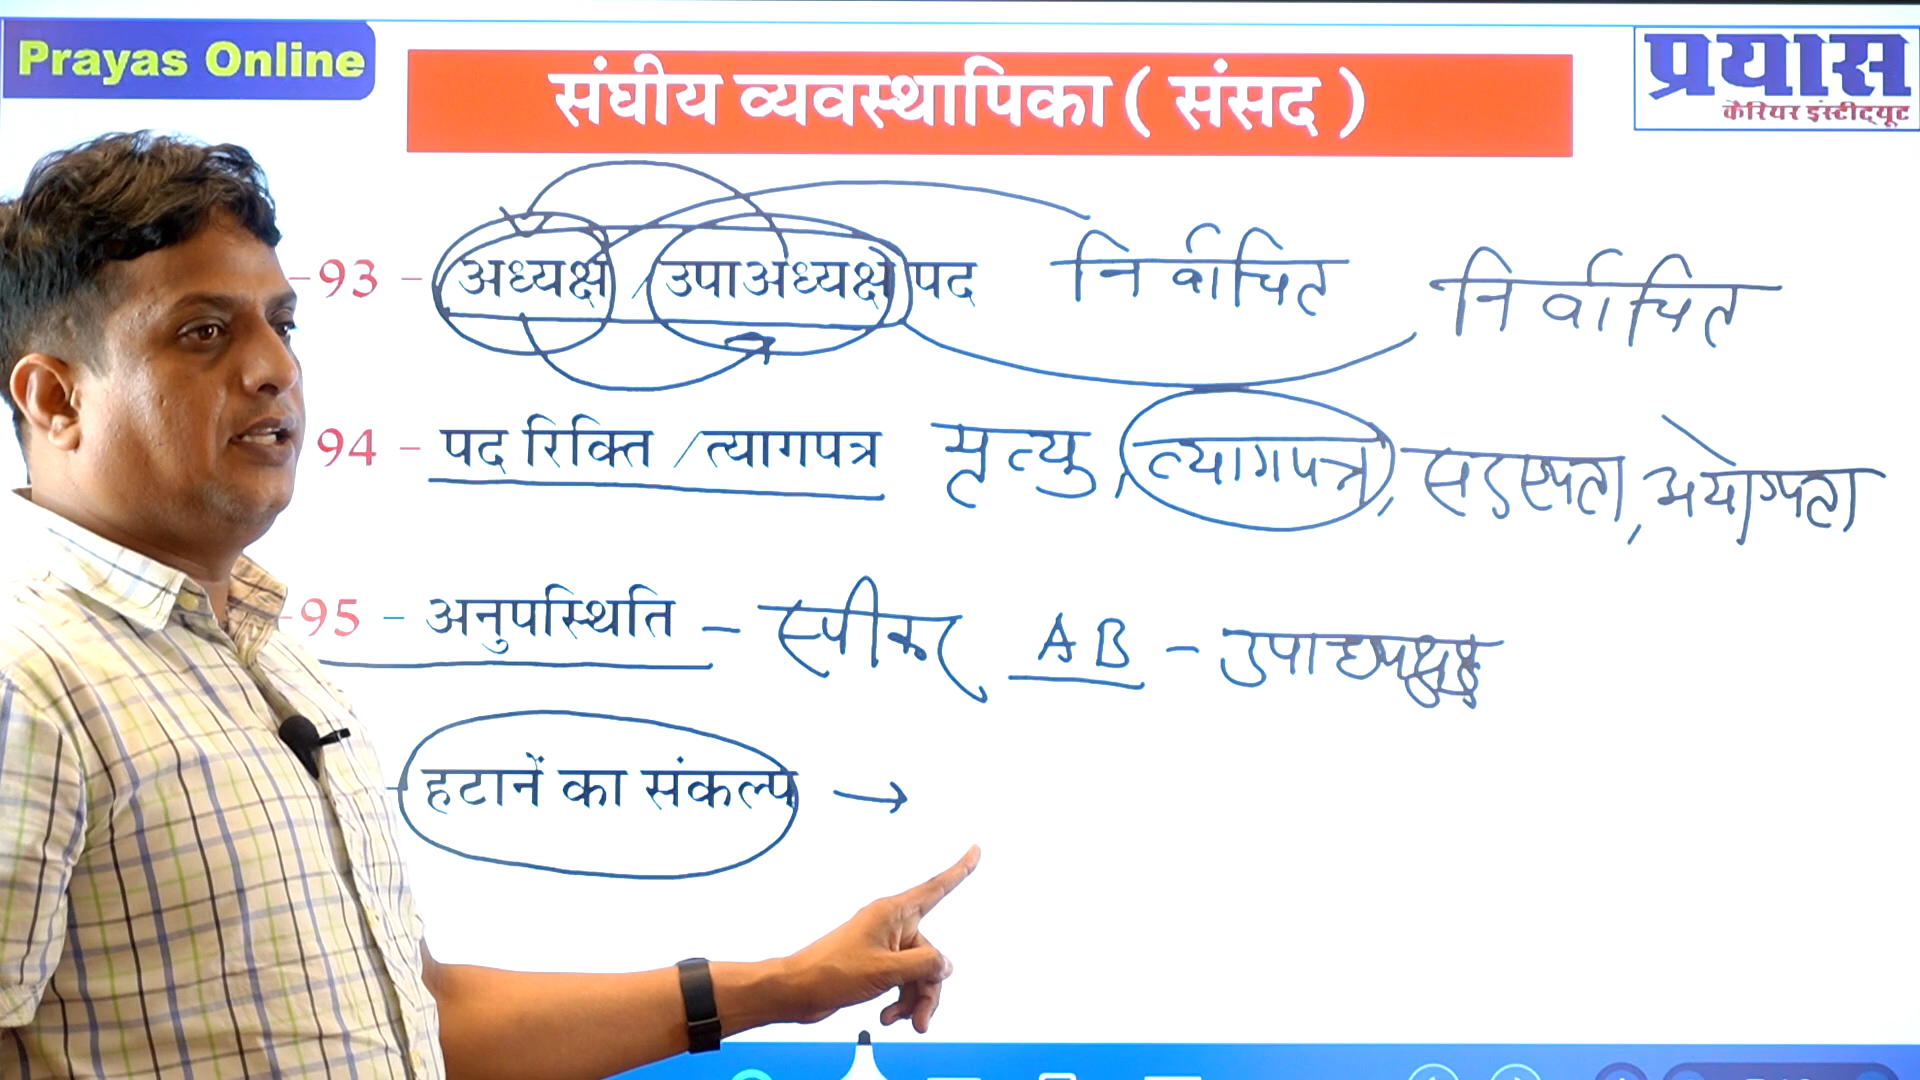 Prayas Online
संघीय व्यवस्थापिका ( संसद )
प्रयास
कैरियर इंस्टीट्यूट
-93 - अध्यक्ष / उपाअध्यक्ष पद निर्वाचित निर्वाचित
94 - पद रिक्ति / त्यागपत्र मृत्यु, त्यागपत्र, सदस्यता, अयोग्यता
-95 - अनुपस्थिति - स्पीकर AB - उपाध्यक्ष
- हटानें का संकल्प →